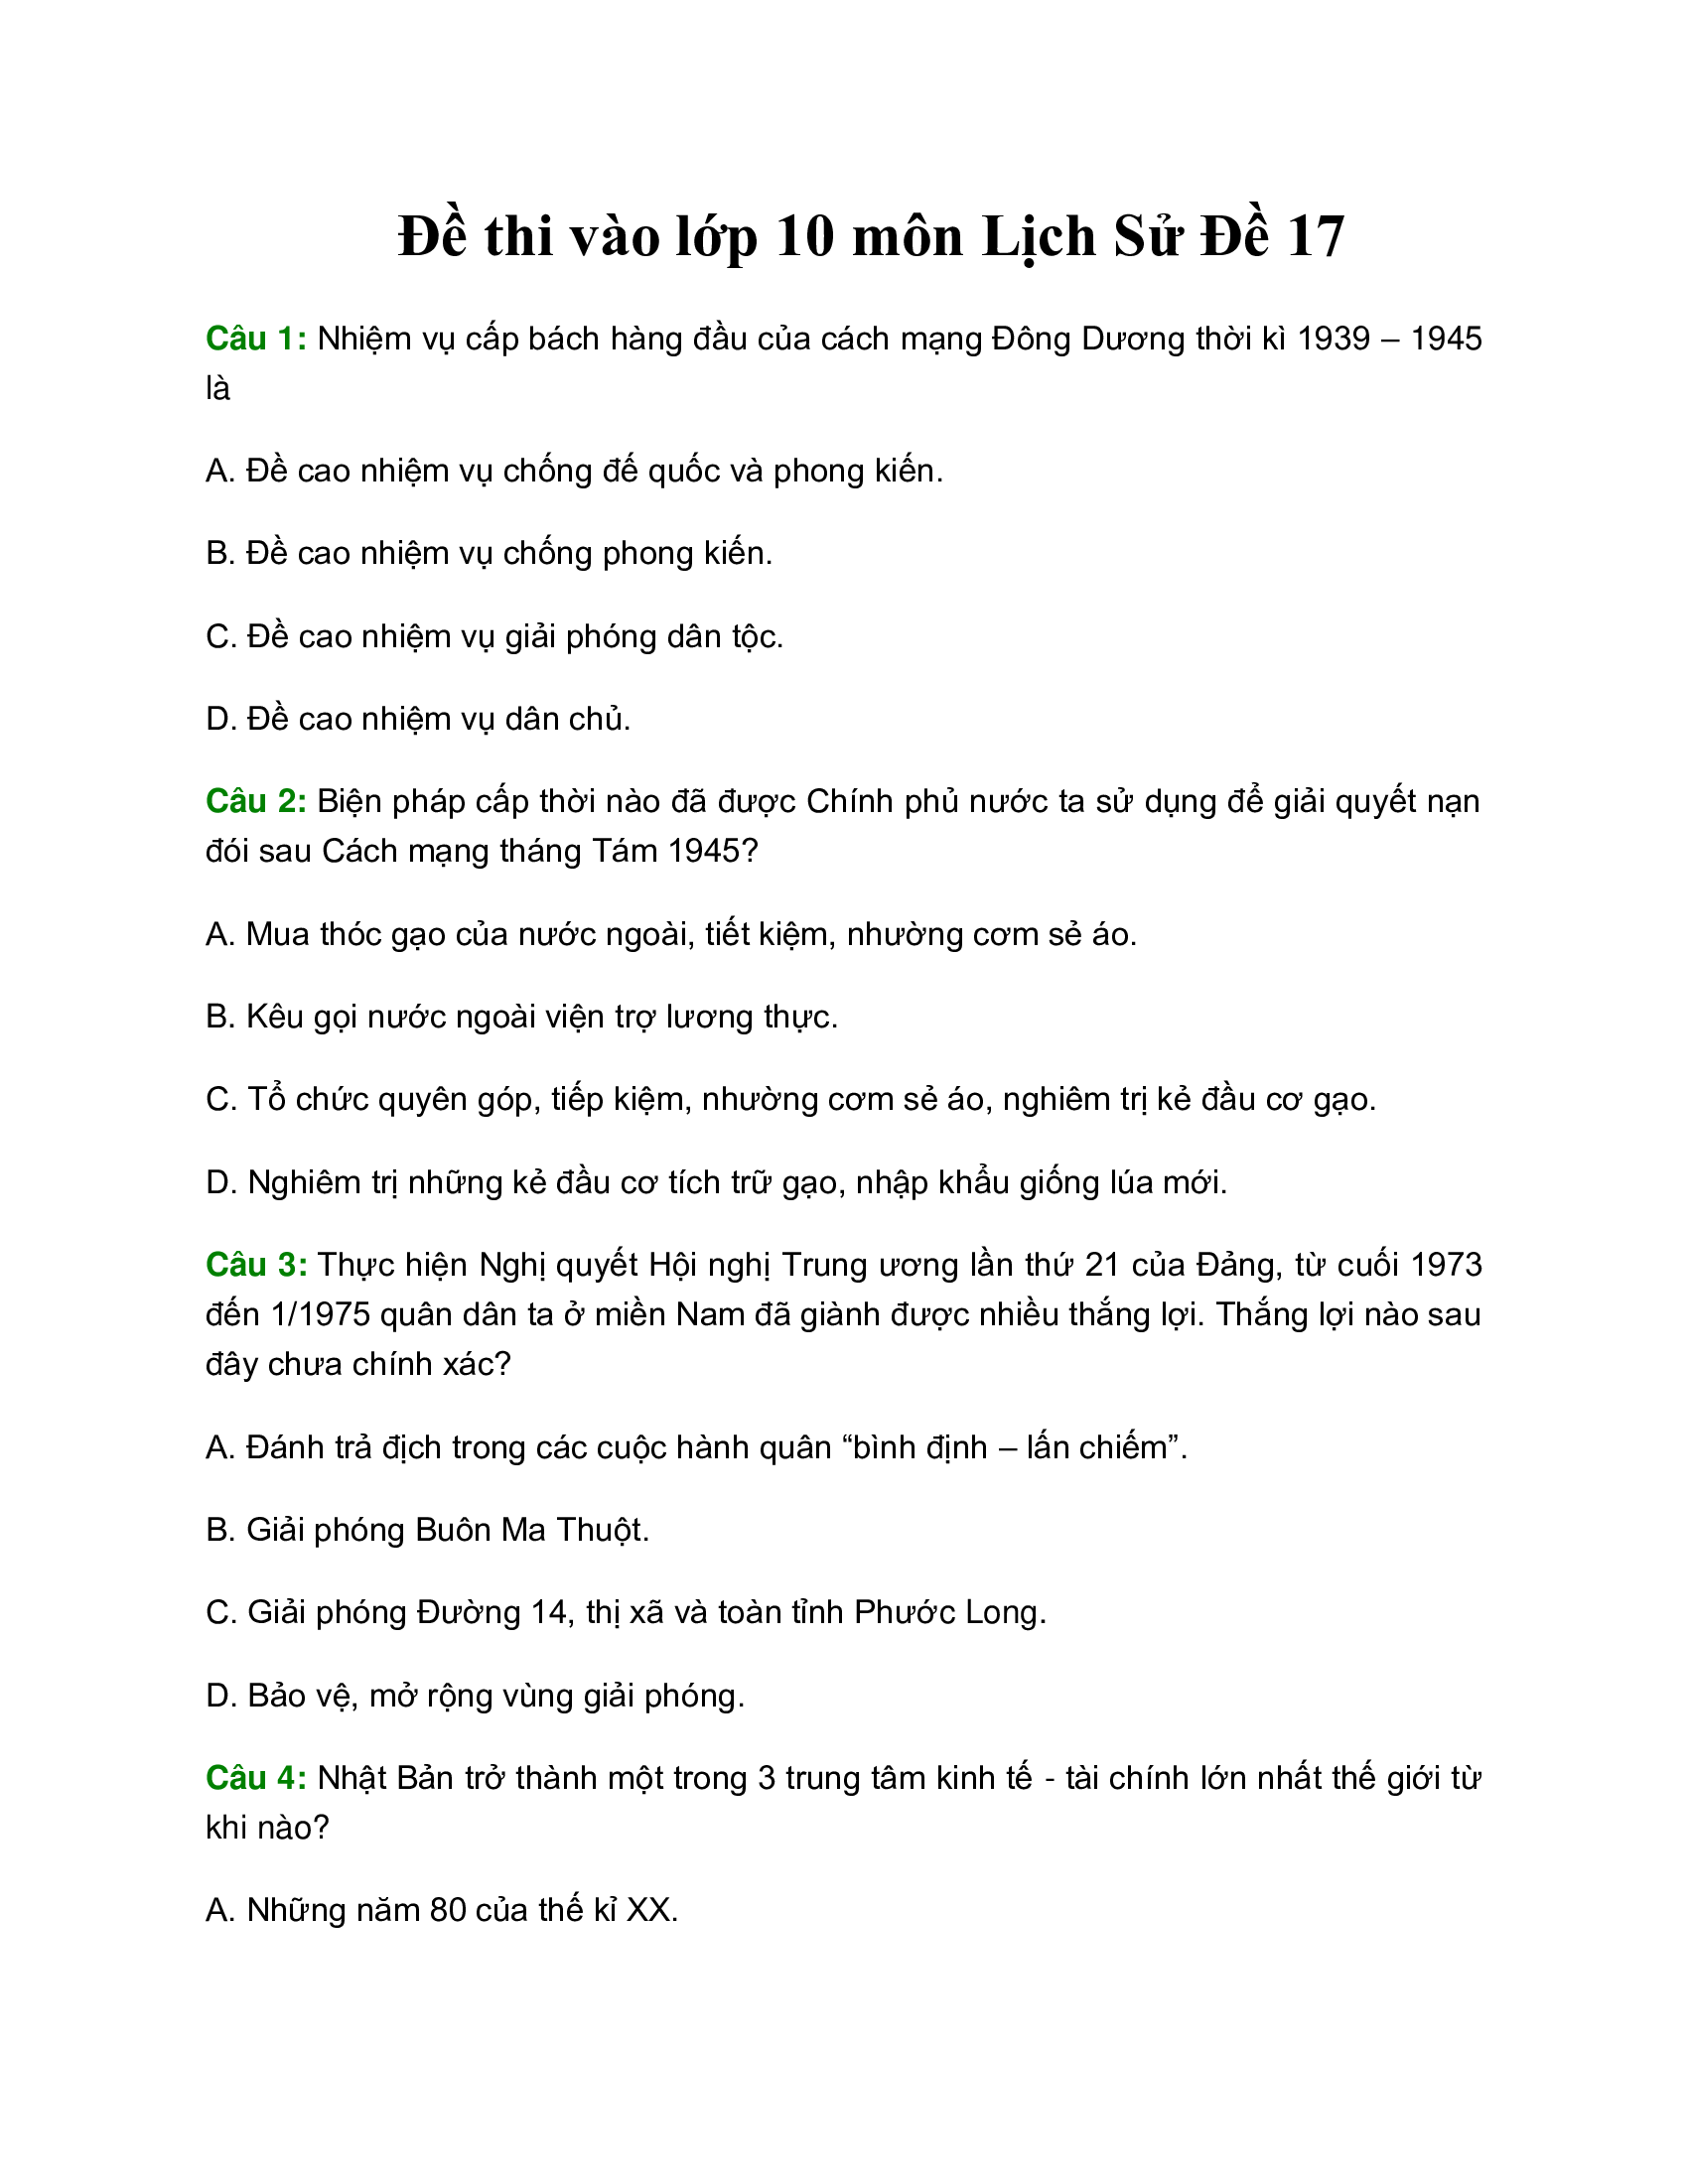 Đề thi vào lớp 10 môn Lịch Sử Đề 17
Câu 1: Nhiệm vụ cấp bách hàng đầu của cách mạng Đông Dương thời kì 1939 – 1945
là
A. Đề cao nhiệm vụ chống đế quốc và phong kiến.
B. Đề cao nhiệm vụ chống phong kiến.
C. Đề cao nhiệm vụ giải phóng dân tộc.
D. Đề cao nhiệm vụ dân chủ.
Câu 2: Biện pháp cấp thời nào đã được Chính phủ nước ta sử dụng để giải quyết nạn
đói sau Cách mạng tháng Tám 1945?
A. Mua thóc gạo của nước ngoài, tiết kiệm, nhường cơm sẻ áo.
B. Kêu gọi nước ngoài viện trợ lương thực.
C. Tổ chức quyên góp, tiếp kiệm, nhường cơm sẻ áo, nghiêm trị kẻ đầu cơ gạo.
D. Nghiêm trị những kẻ đầu cơ tích trữ gạo, nhập khẩu giống lúa mới.
Câu 3: Thực hiện Nghị quyết Hội nghị Trung ương lần thứ 21 của Đảng, từ cuối 1973
đến 1/1975 quân dân ta ở miền Nam đã giành được nhiều thắng lợi. Thắng lợi nào sau
đây chưa chính xác?
A. Đánh trả địch trong các cuộc hành quân “bình định – lấn chiếm”.
B. Giải phóng Buôn Ma Thuột.
C. Giải phóng Đường 14, thị xã và toàn tỉnh Phước Long.
D. Bảo vệ, mở rộng vùng giải phóng.
Câu 4: Nhật Bản trở thành một trong 3 trung tâm kinh tế - tài chính lớn nhất thế giới từ
khi nào?
A. Những năm 80 của thế kỉ XX.